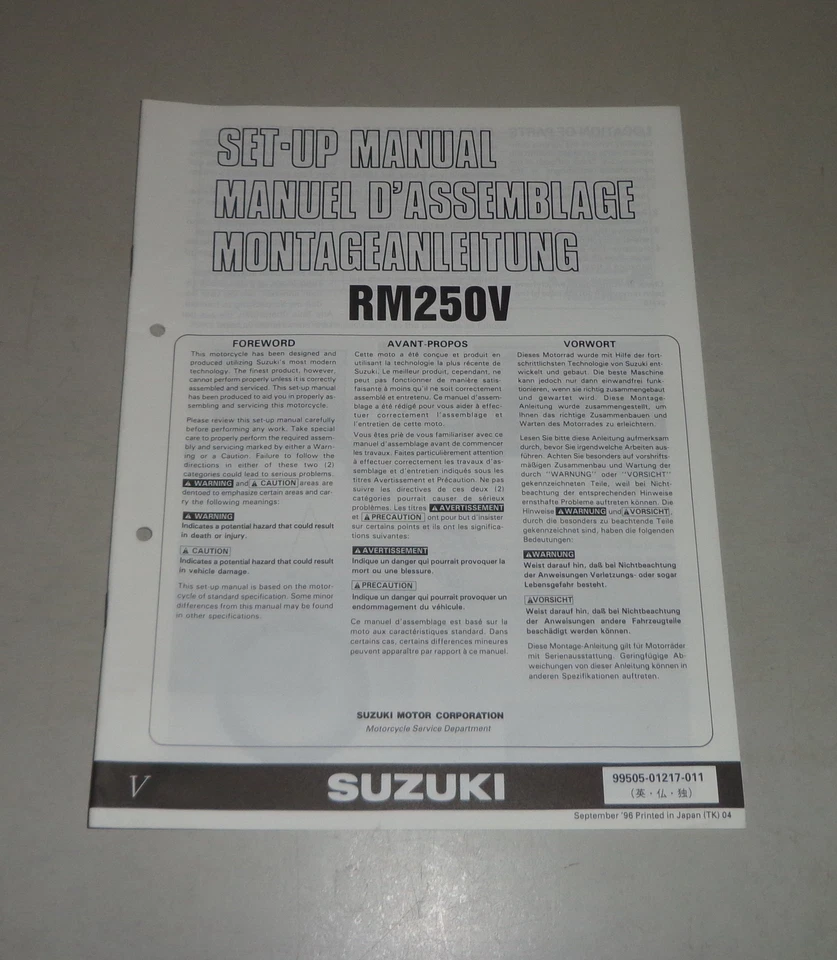 SET-UP MANUAL
MANUEL D'ASSEMBLAGE
MONTAGEANLEITUNG
RM250V
FOREWORD
This motorcycle has been designed and
produced utilizing Suzuki's most modern
technology. The finest product, however,
cannot perform properly unless it is correctly
assembled and serviced. This set-up manual
has been produced to aid you in properly as-
sembling and servicing this motorcycle.
Please review this set-up manual carefully
before performing any work. Take special
care to properly perform the required assem-
bly and servicing marked by either a Warn-
ing or a Caution. Failure to follow the
directions in either of these two (2)
categories could lead to serious problems.
⚠ WARNING and ⚠ CAUTION areas are
dentoed to emphasize certain areas and car-
ry the following meanings:
⚠ WARNING
Indicates a potential hazard that could result
in death or injury.
⚠ CAUTION
Indicates a potential hazard that could result
in vehicle damage.
This set-up manual is based on the motor-
cycle of standard specification. Some minor
differences from this manual may be found
in other specifications.
AVANT-PROPOS
Cette moto a été conçue et produit en
utilisant la technologie la plus récente de
Suzuki. Le meilleur produit, cependant, ne
peut pas fonctionner de manière satis-
faisante à moins qu'il ne soit correctement
assemblé et entretenu. Ce manuel d'assem-
blage a été rédigé pour vous aider à effec-
tuer correctement l'assemblage et
l'entretien de cette moto.
Vous êtes prié de vous familiariser avec ce
manuel d'assemblage avant de commencer
les travaux. Faites particulièrement attention
à effectuer correctement les travaux d'as-
semblage et d'entretien indiqués sous les
titres Avertissement et Précaution. Ne pas
suivre les directives de ces deux (2)
catégories pourrait causer de sérieux
problèmes. Les titres ⚠ AVERTISSEMENT
et ⚠ PRECAUTION ont pour but d'insister
sur certains points et ils ont les significa-
tions suivantes:
⚠ AVERTISSEMENT
Indique un danger qui pourrait provoquer la
mort ou une blessure.
⚠ PRECAUTION
Indique un danger qui pourrait provoquer un
endommagement du véhicule.
Ce manuel d'assemblage est basé sur la
moto aux caractéristiques standard. Dans
certains cas, certains différences mineures
peuvent apparaître par rapport à ce manuel.
VORWORT
Dieses Motorrad wurde mit Hilfe der fort-
schrittlichsten Technologie von Suzuki ent-
wickelt und gebaut. Die beste Maschine
kann jedoch nur dann einwandfrei funk-
tionieren, wenn sie richtig zusammengebaut
und gewartet wird. Diese Montage-
Anleitung wurde zusammengestellt, um
Ihnen das richtige Zusammenbauen und
Warten des Motorrades zu erleichtern.
Lesen Sie bitte diese Anleitung aufmerksam
durch, bevor Sie irgendwelche Arbeiten aus-
führen. Achten Sie besonders auf vorshifts-
mäßigen Zusammenbau und Wartung der
durch "WARNUNG" oder "VORSICHT"
gekennzeichneten Teile, weil bei Nicht-
beachtung der entsprechenden Hinweise
ernsthafte Probleme auftreten können. Die
Hinweise ⚠WARNUNG und ⚠VORSICHT,
durch die besonders zu beachtende Teile
gekennzeichnet sind, haben die folgenden
Bedeutungen:
⚠WARNUNG
Weist darauf hin, daß bei Nichtbeachtung
der Anweisungen Verletzungs- oder sogar
Lebensgefahr besteht.
⚠VORSICHT
Weist darauf hin, daß bei Nichtbeachtung
der Anweisungen andere Fahrzeugteile
beschädigt werden können.
Diese Montage-Anleitung gilt für Motorräder
mit Serienausstattung. Geringfügige Ab-
weichungen von dieser Anleitung können in
anderen Spezifikationen auftreten.
SUZUKI MOTOR CORPORATION
Motorcycle Service Department
V
SUZUKI
99505-01217-011
(英・仏・独)
September '96 Printed in Japan (TK) 04